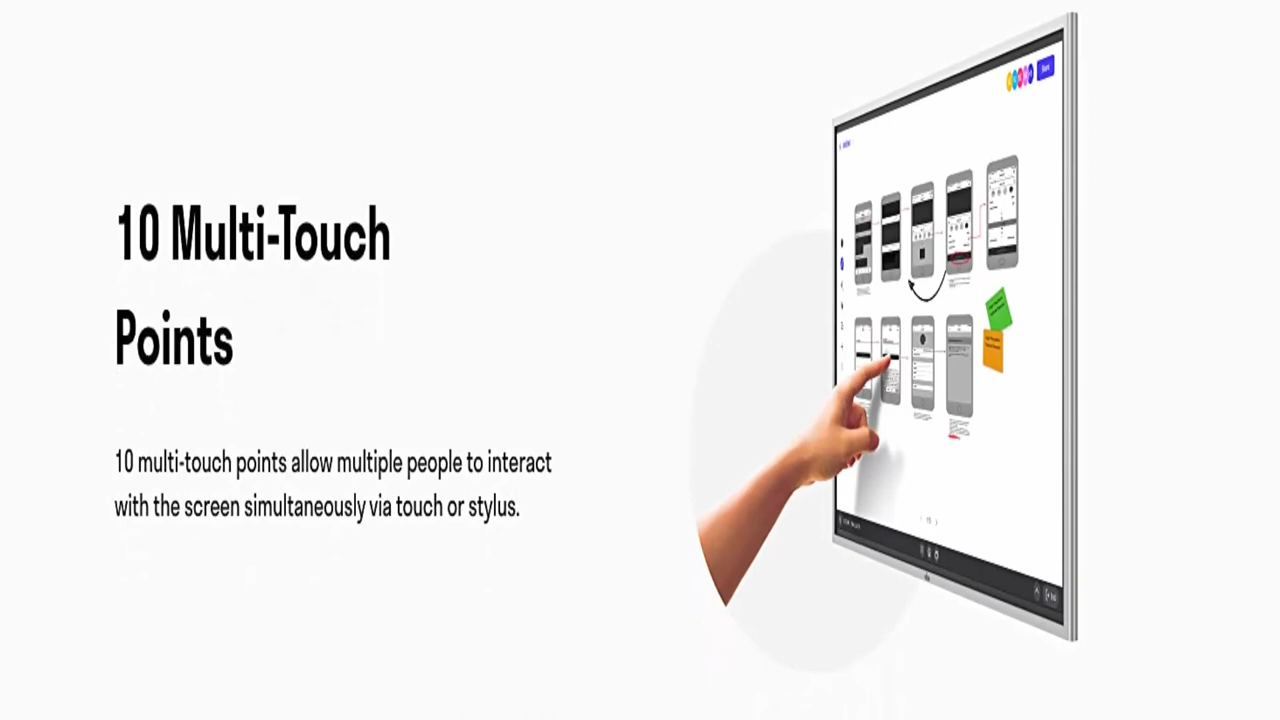 10 Multi-Touch
Points
10 multi-touch points allow multiple people to interact
with the screen simultaneously via touch or stylus.